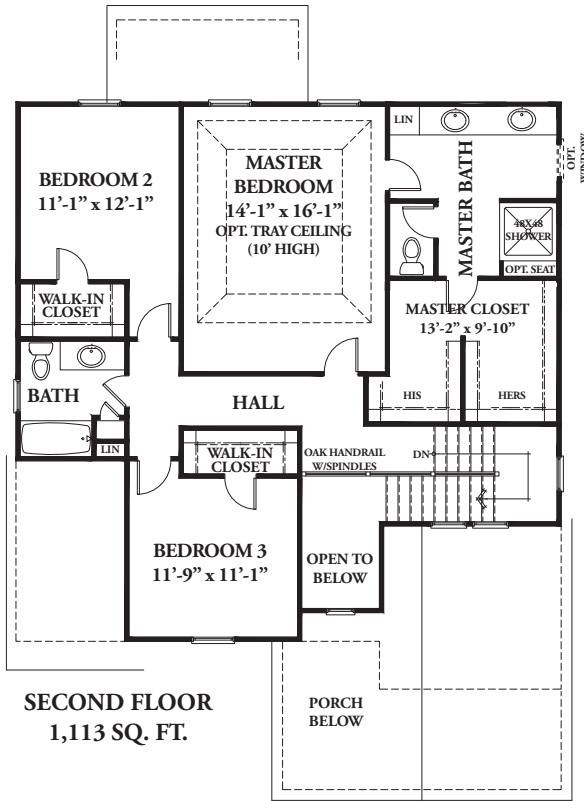 LIN
OPT.
WINDOW
BEDROOM 2
11’-1” x 12’-1”
MASTER
BEDROOM
14’-1” x 16’-1”
OPT. TRAY CEILING
(10’ HIGH)
MASTER BATH
48X48
SHOWER
OPT. SEAT
WALK-IN
CLOSET
MASTER CLOSET
13’-2” x 9’-10”
HIS
HERS
BATH
HALL
LIN
WALK-IN
CLOSET
OAK HANDRAIL
W/SPINDLES
DN
BEDROOM 3
11’-9” x 11’-1”
OPEN TO
BELOW
SECOND FLOOR
1,113 SQ. FT.
PORCH
BELOW